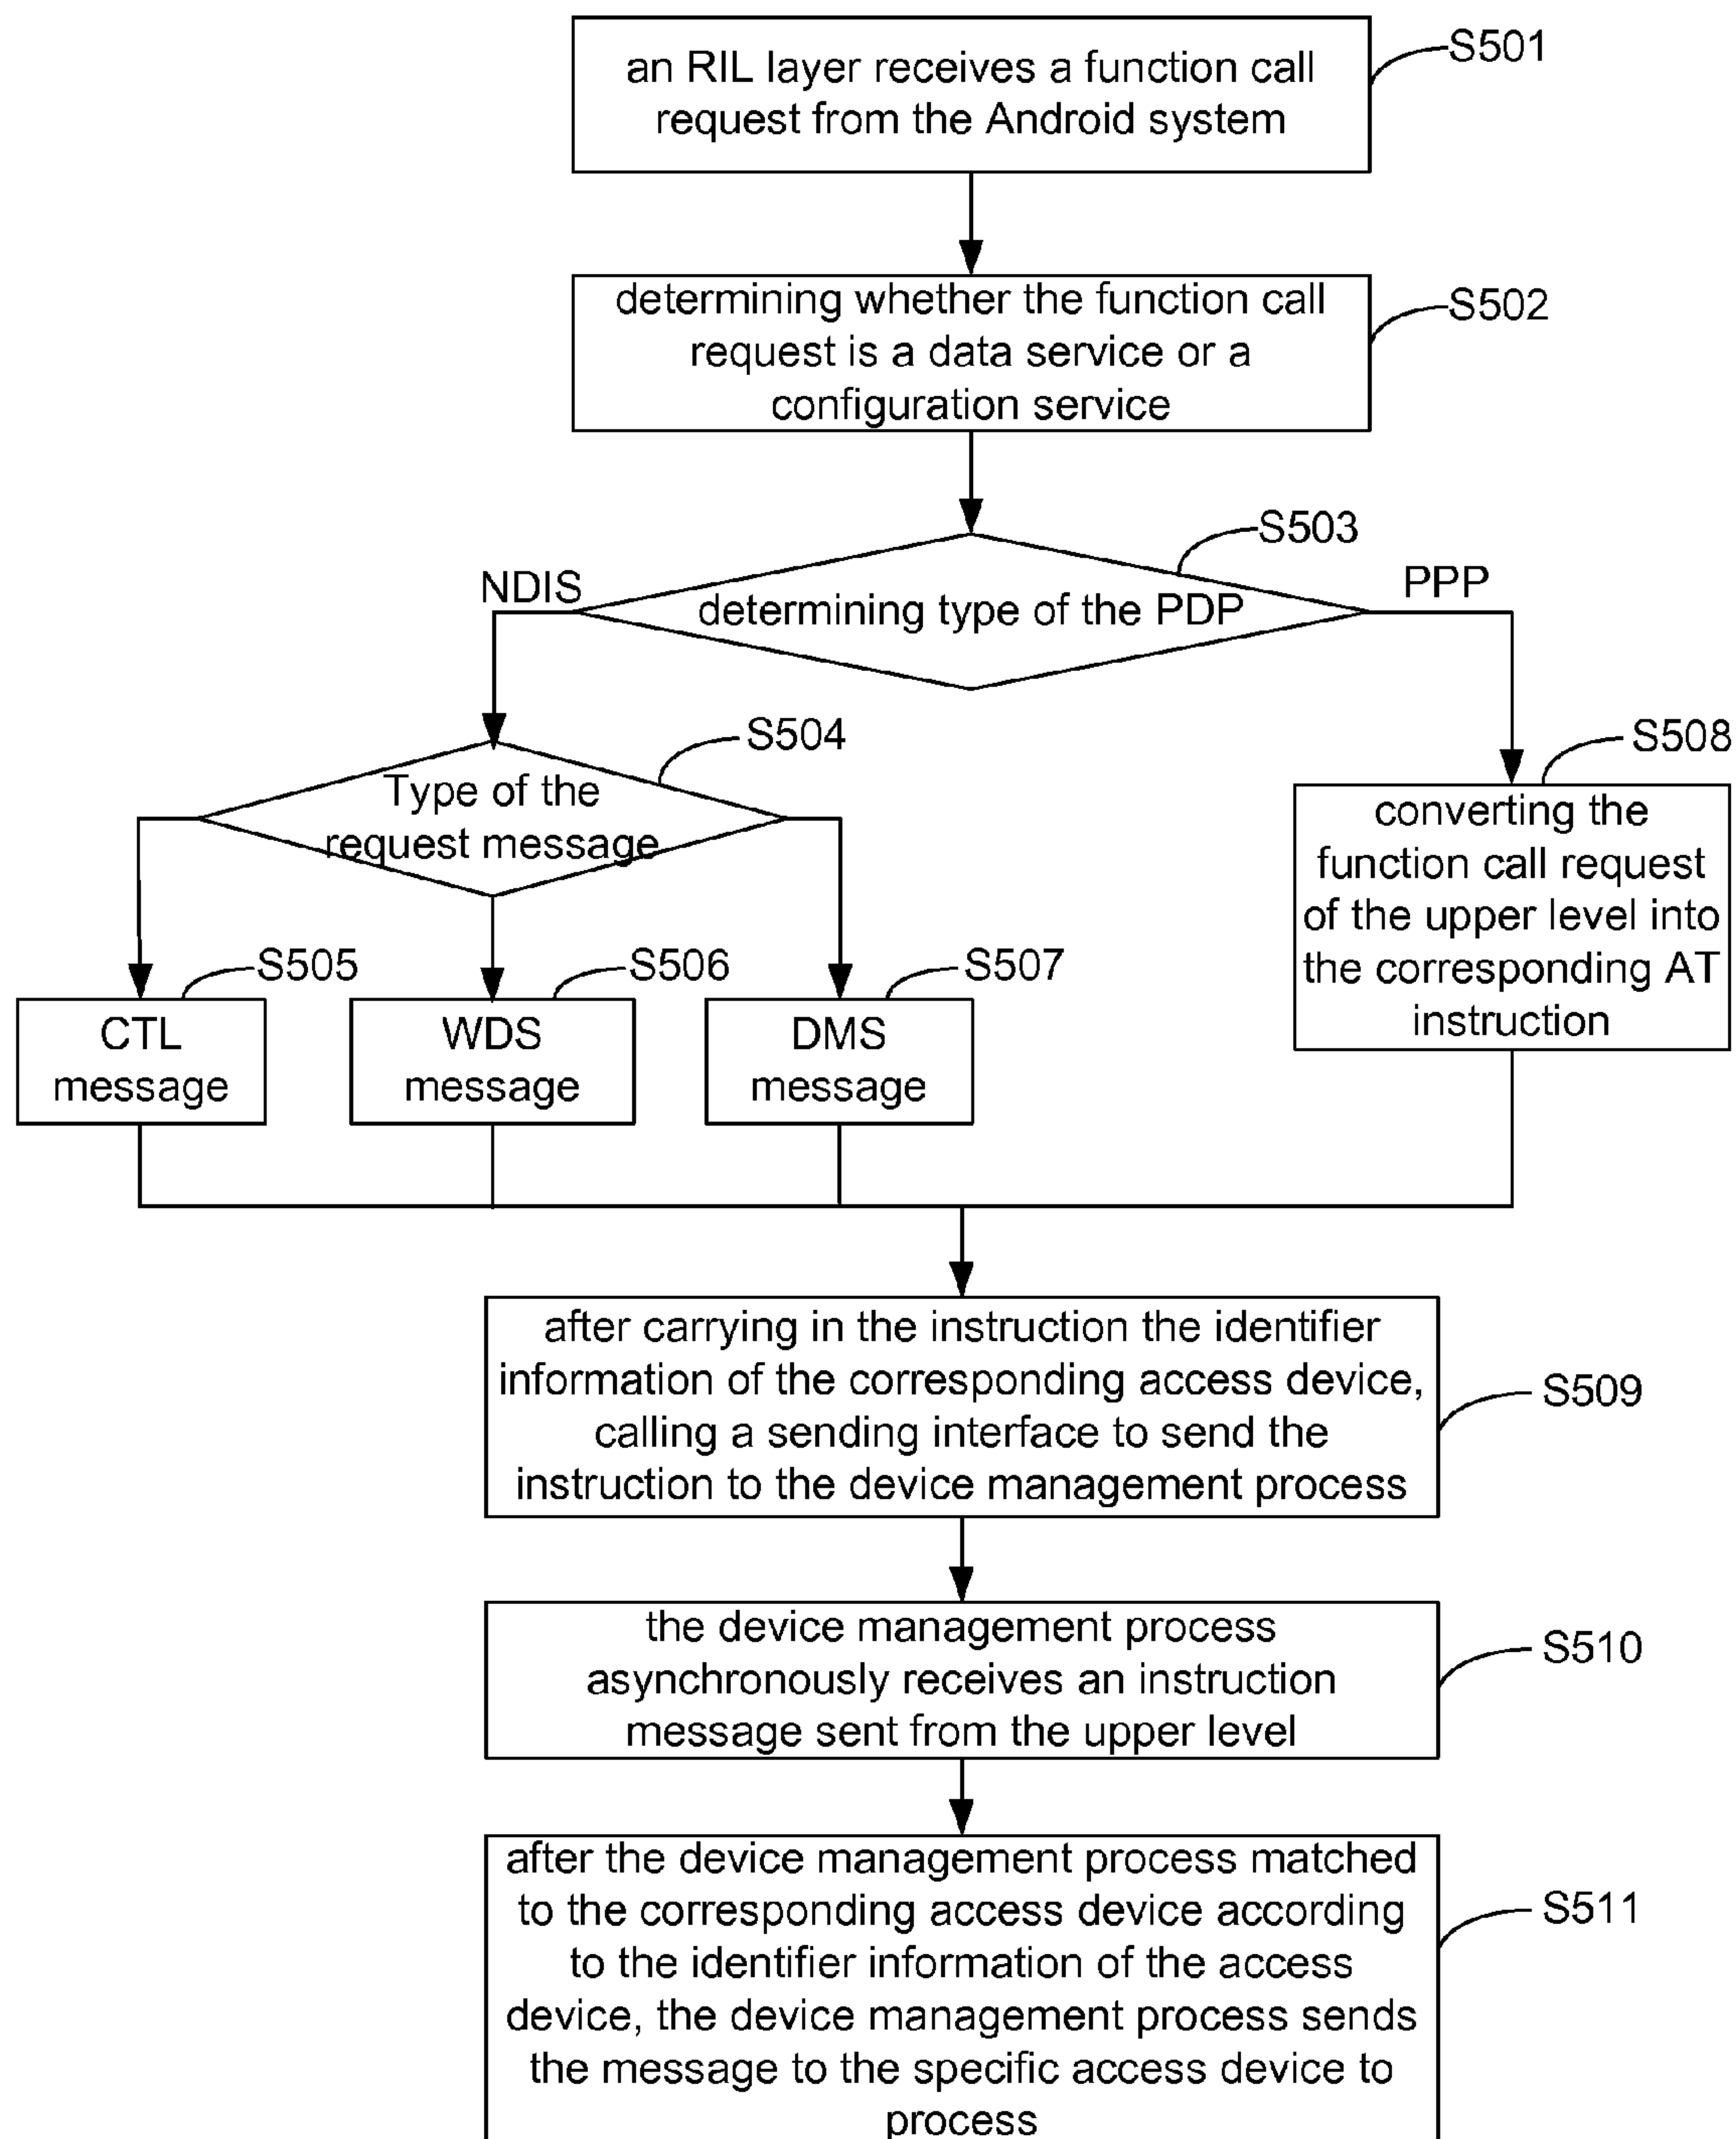 an RIL layer receives a function call
request from the Android system
S501
determining whether the function call
request is a data service or a
configuration service
S502
S503
NDIS
determining type of the PDP
PPP
S504
Type of the
request message
S508
converting the
function call request
of the upper level into
the corresponding AT
instruction
S505
S506
S507
CTL
message
WDS
message
DMS
message
after carrying in the instruction the identifier
information of the corresponding access device,
calling a sending interface to send the
instruction to the device management process
S509
the device management process
asynchronously receives an instruction
message sent from the upper level
S510
after the device management process matched
to the corresponding access device according
to the identifier information of the access
device, the device management process sends
the message to the specific access device to
process
S511